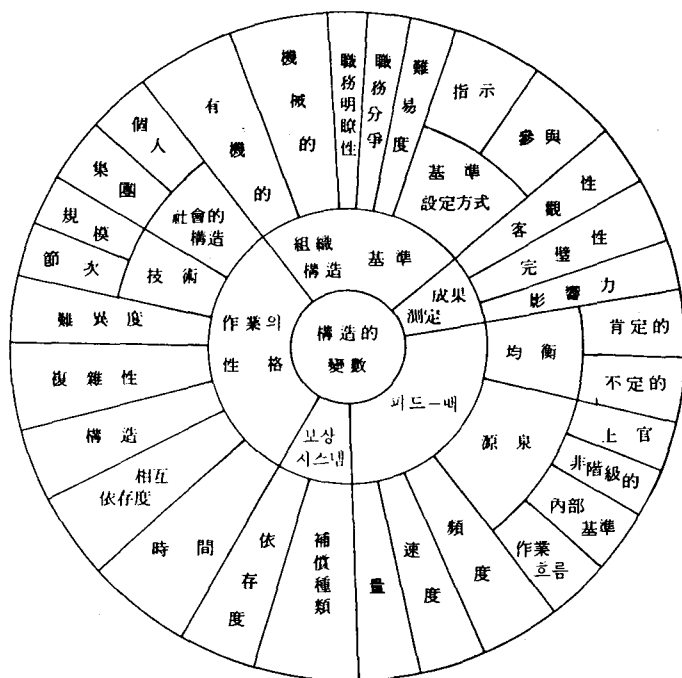 構造的
變數
組織
構造
基準
成果
測定
피드—백
보상
시스템
作業의
性格
機械的
職務明瞭性
職務分爭
難易度
指示
參與
基準
設定方式
客觀性
完璧性
影響力
均衡
肯定的
不定的
源泉
上官
非階級的
內部
基準
作業
흐름
頻度
速度
量
補償種類
依存度
時間
相互
依存度
構造
複雜性
難異度
技術
節次
規模
社會的
構造
集團
個人
有機的